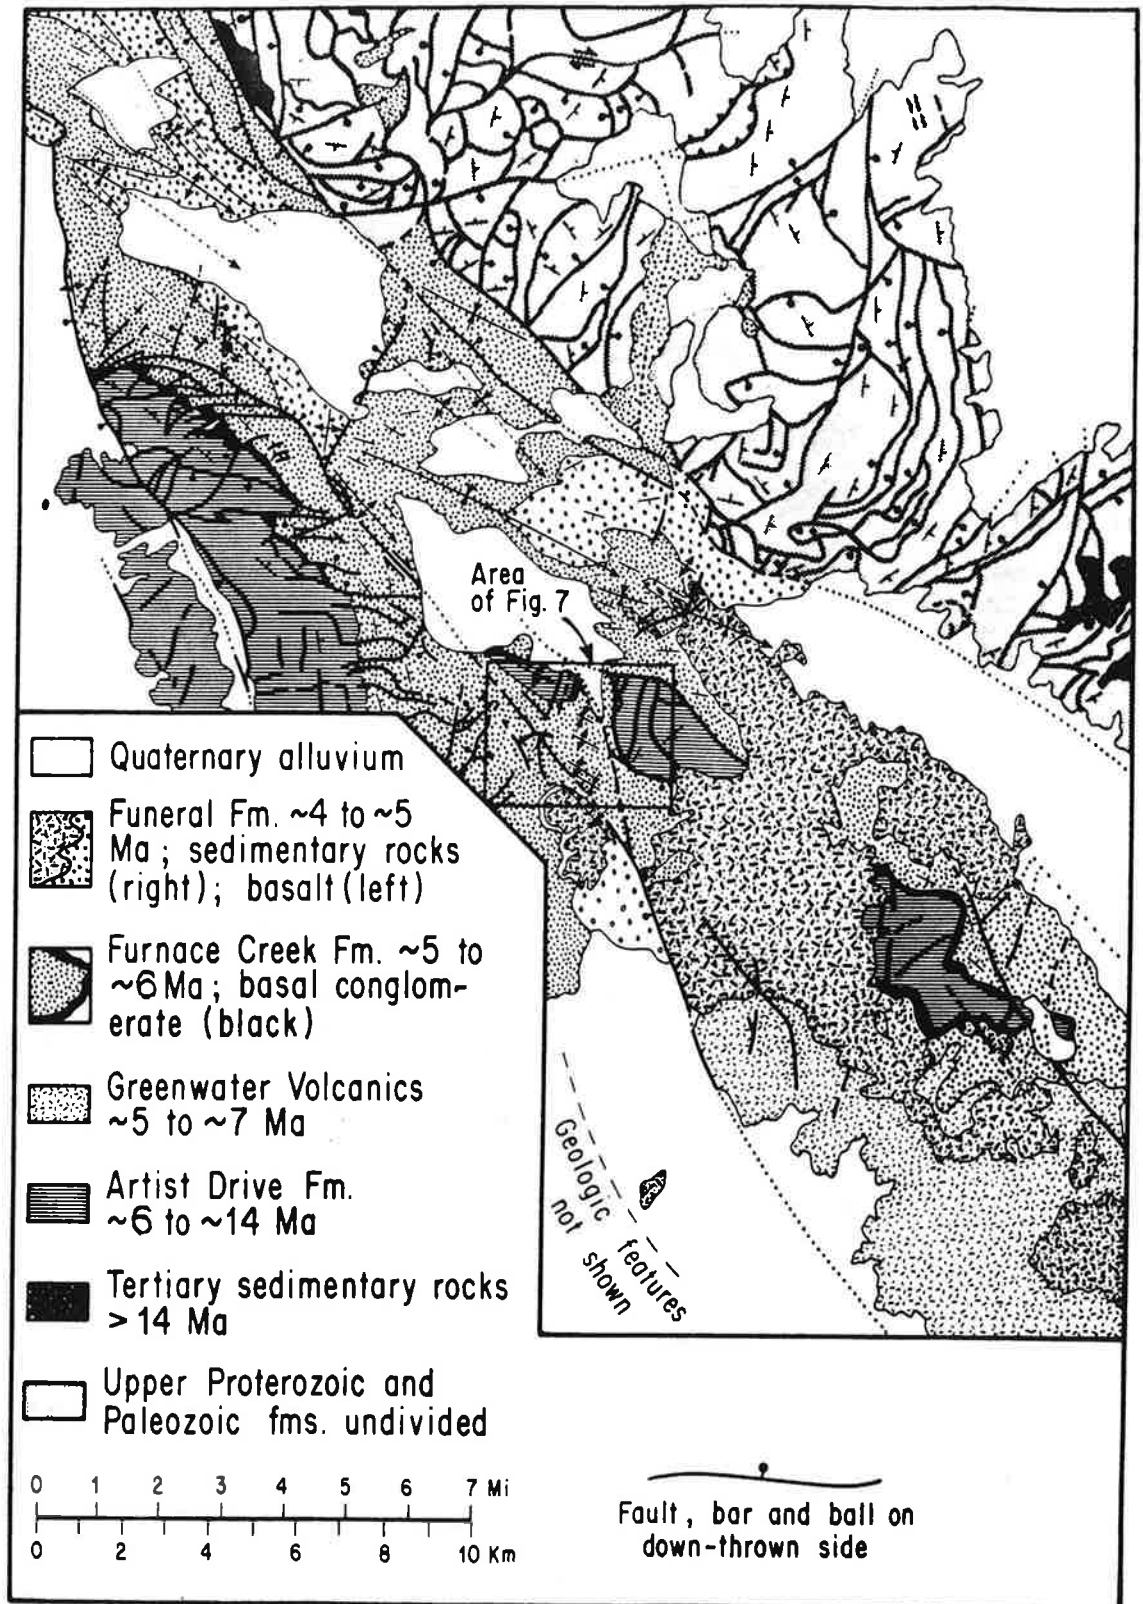 Area
of Fig. 7
Quaternary alluvium
Funeral Fm. ~4 to ~5
Ma; sedimentary rocks
(right); basalt (left)
Furnace Creek Fm. ~5 to
~6 Ma; basal conglom-
erate (black)
Greenwater Volcanics
~5 to ~7 Ma
Artist Drive Fm.
~6 to ~14 Ma
Tertiary sedimentary rocks
> 14 Ma
Upper Proterozoic and
Paleozoic fms. undivided
Geologic features
not shown
0 1 2 3 4 5 6 7 Mi
0 2 4 6 8 10 Km
Fault, bar and ball on
down-thrown side